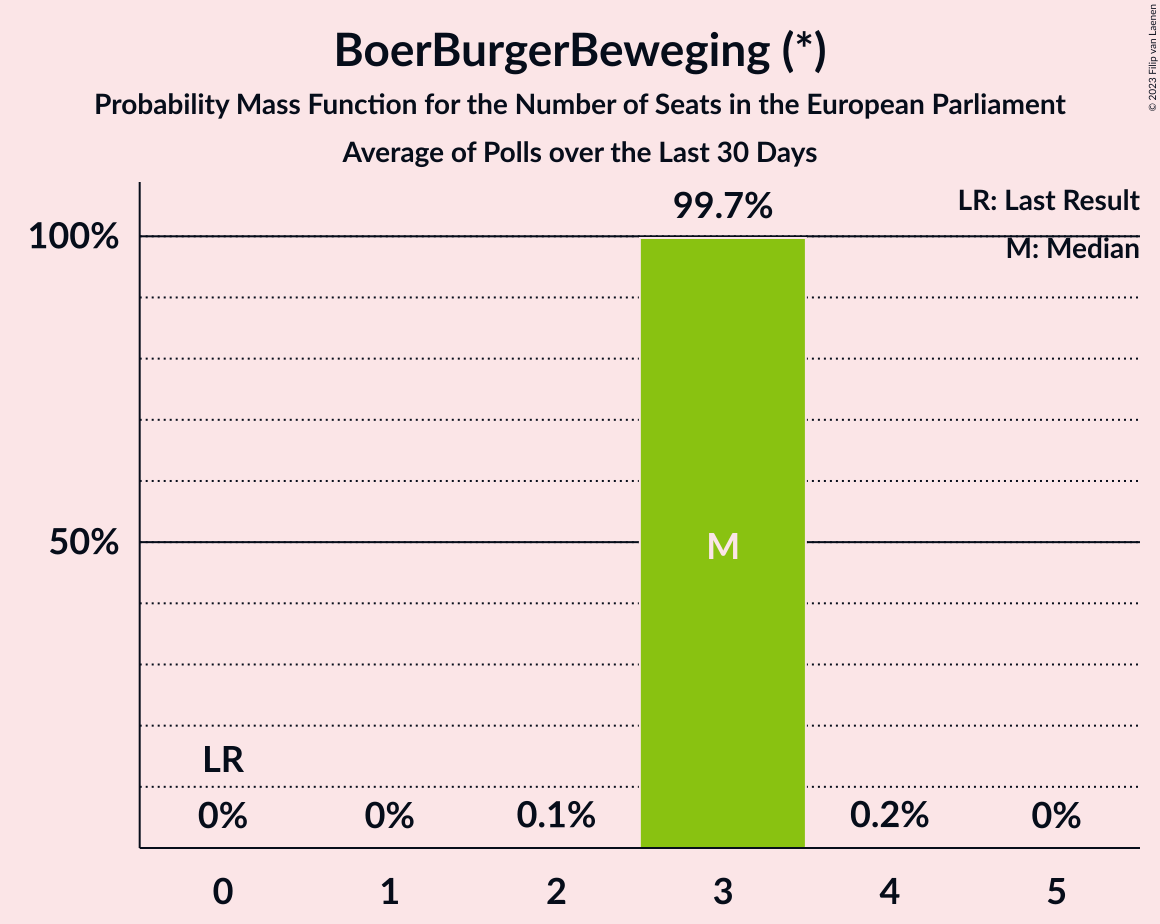 BoerBurgerBeweging (*)
Probability Mass Function for the Number of Seats in the European Parliament
Average of Polls over the Last 30 Days
© 2023 Filip van Laenen
99.7%
LR: Last Result
100%
M: Median
50%
M
LR
0%
0%
0.1%
0.2%
0%
0
1
2
3
4
5